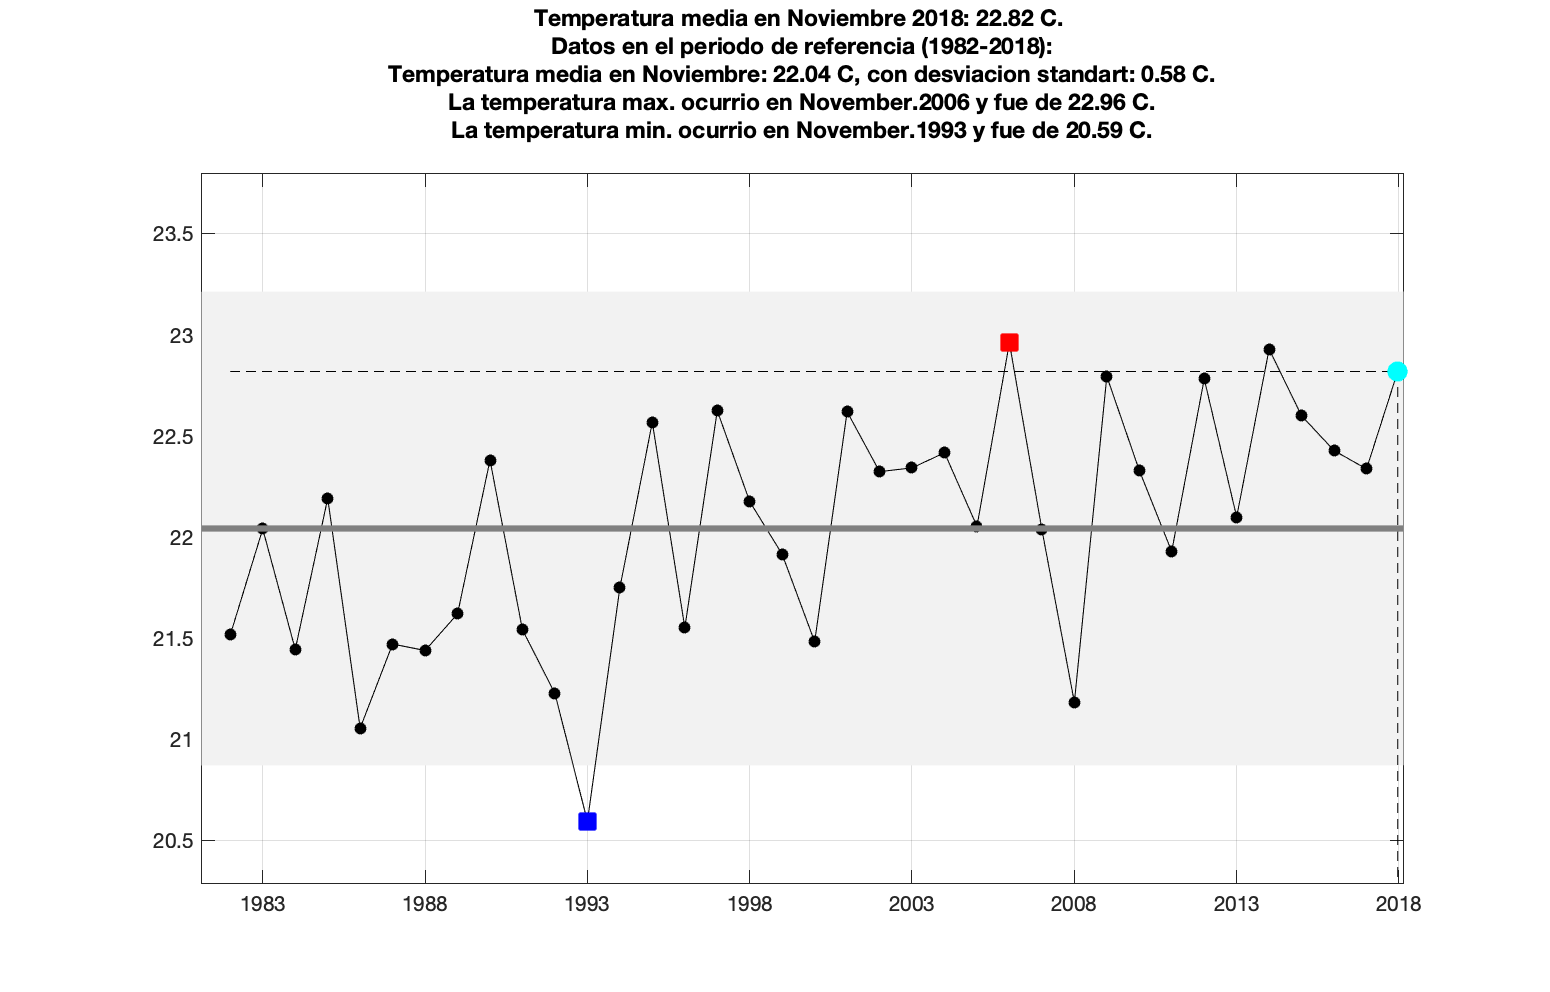 Temperatura media en Noviembre 2018: 22.82 C.
Datos en el periodo de referencia (1982-2018):
Temperatura media en Noviembre: 22.04 C, con desviacion standart: 0.58 C.
La temperatura max. ocurrio en November.2006 y fue de 22.96 C.
La temperatura min. ocurrio en November.1993 y fue de 20.59 C.
23.5
23
22.5
22
21.5
21
20.5
1983 1988 1993 1998 2003 2008 2013 2018